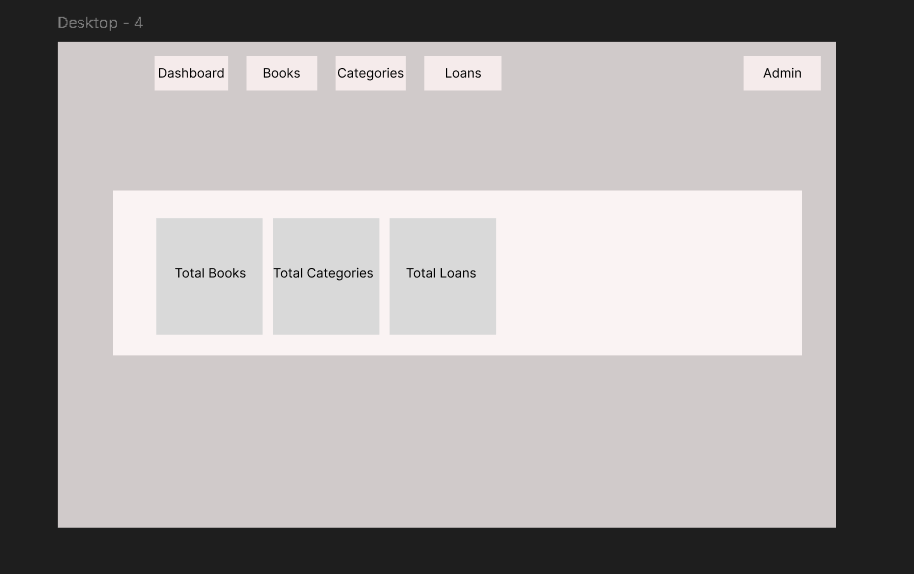 Desktop - 4
Dashboard
Books
Categories
Loans
Admin
Total Books
Total Categories
Total Loans